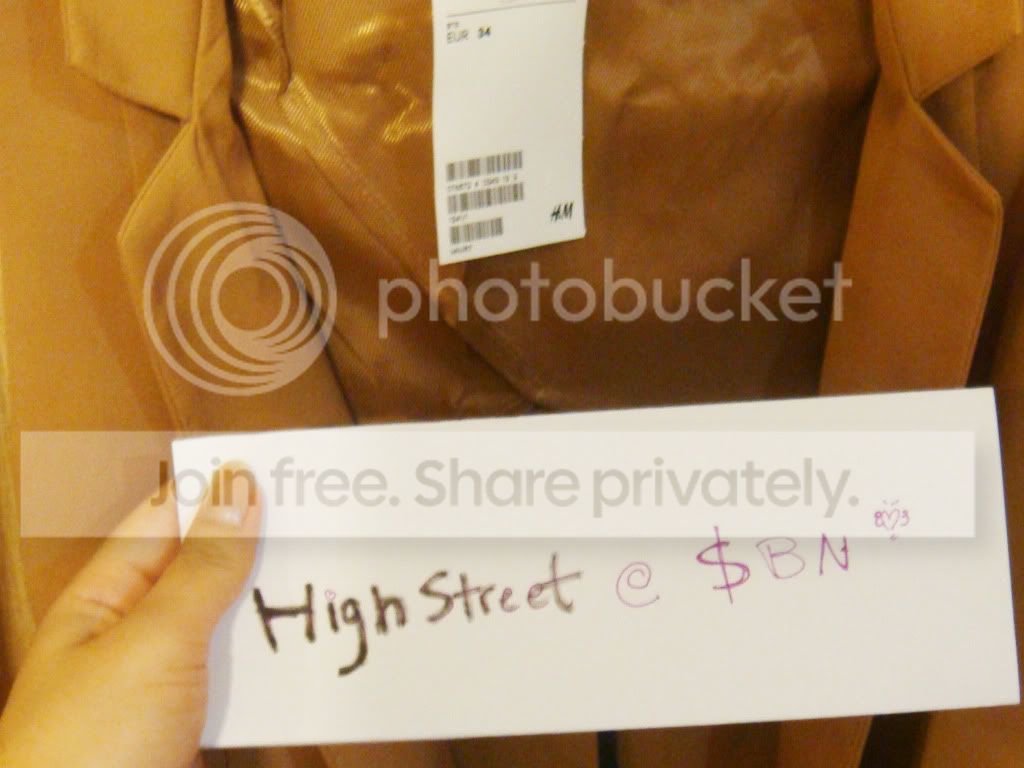 EUR 34
H&M
photobucket
Join free. Share privately.
High Street @ $BN